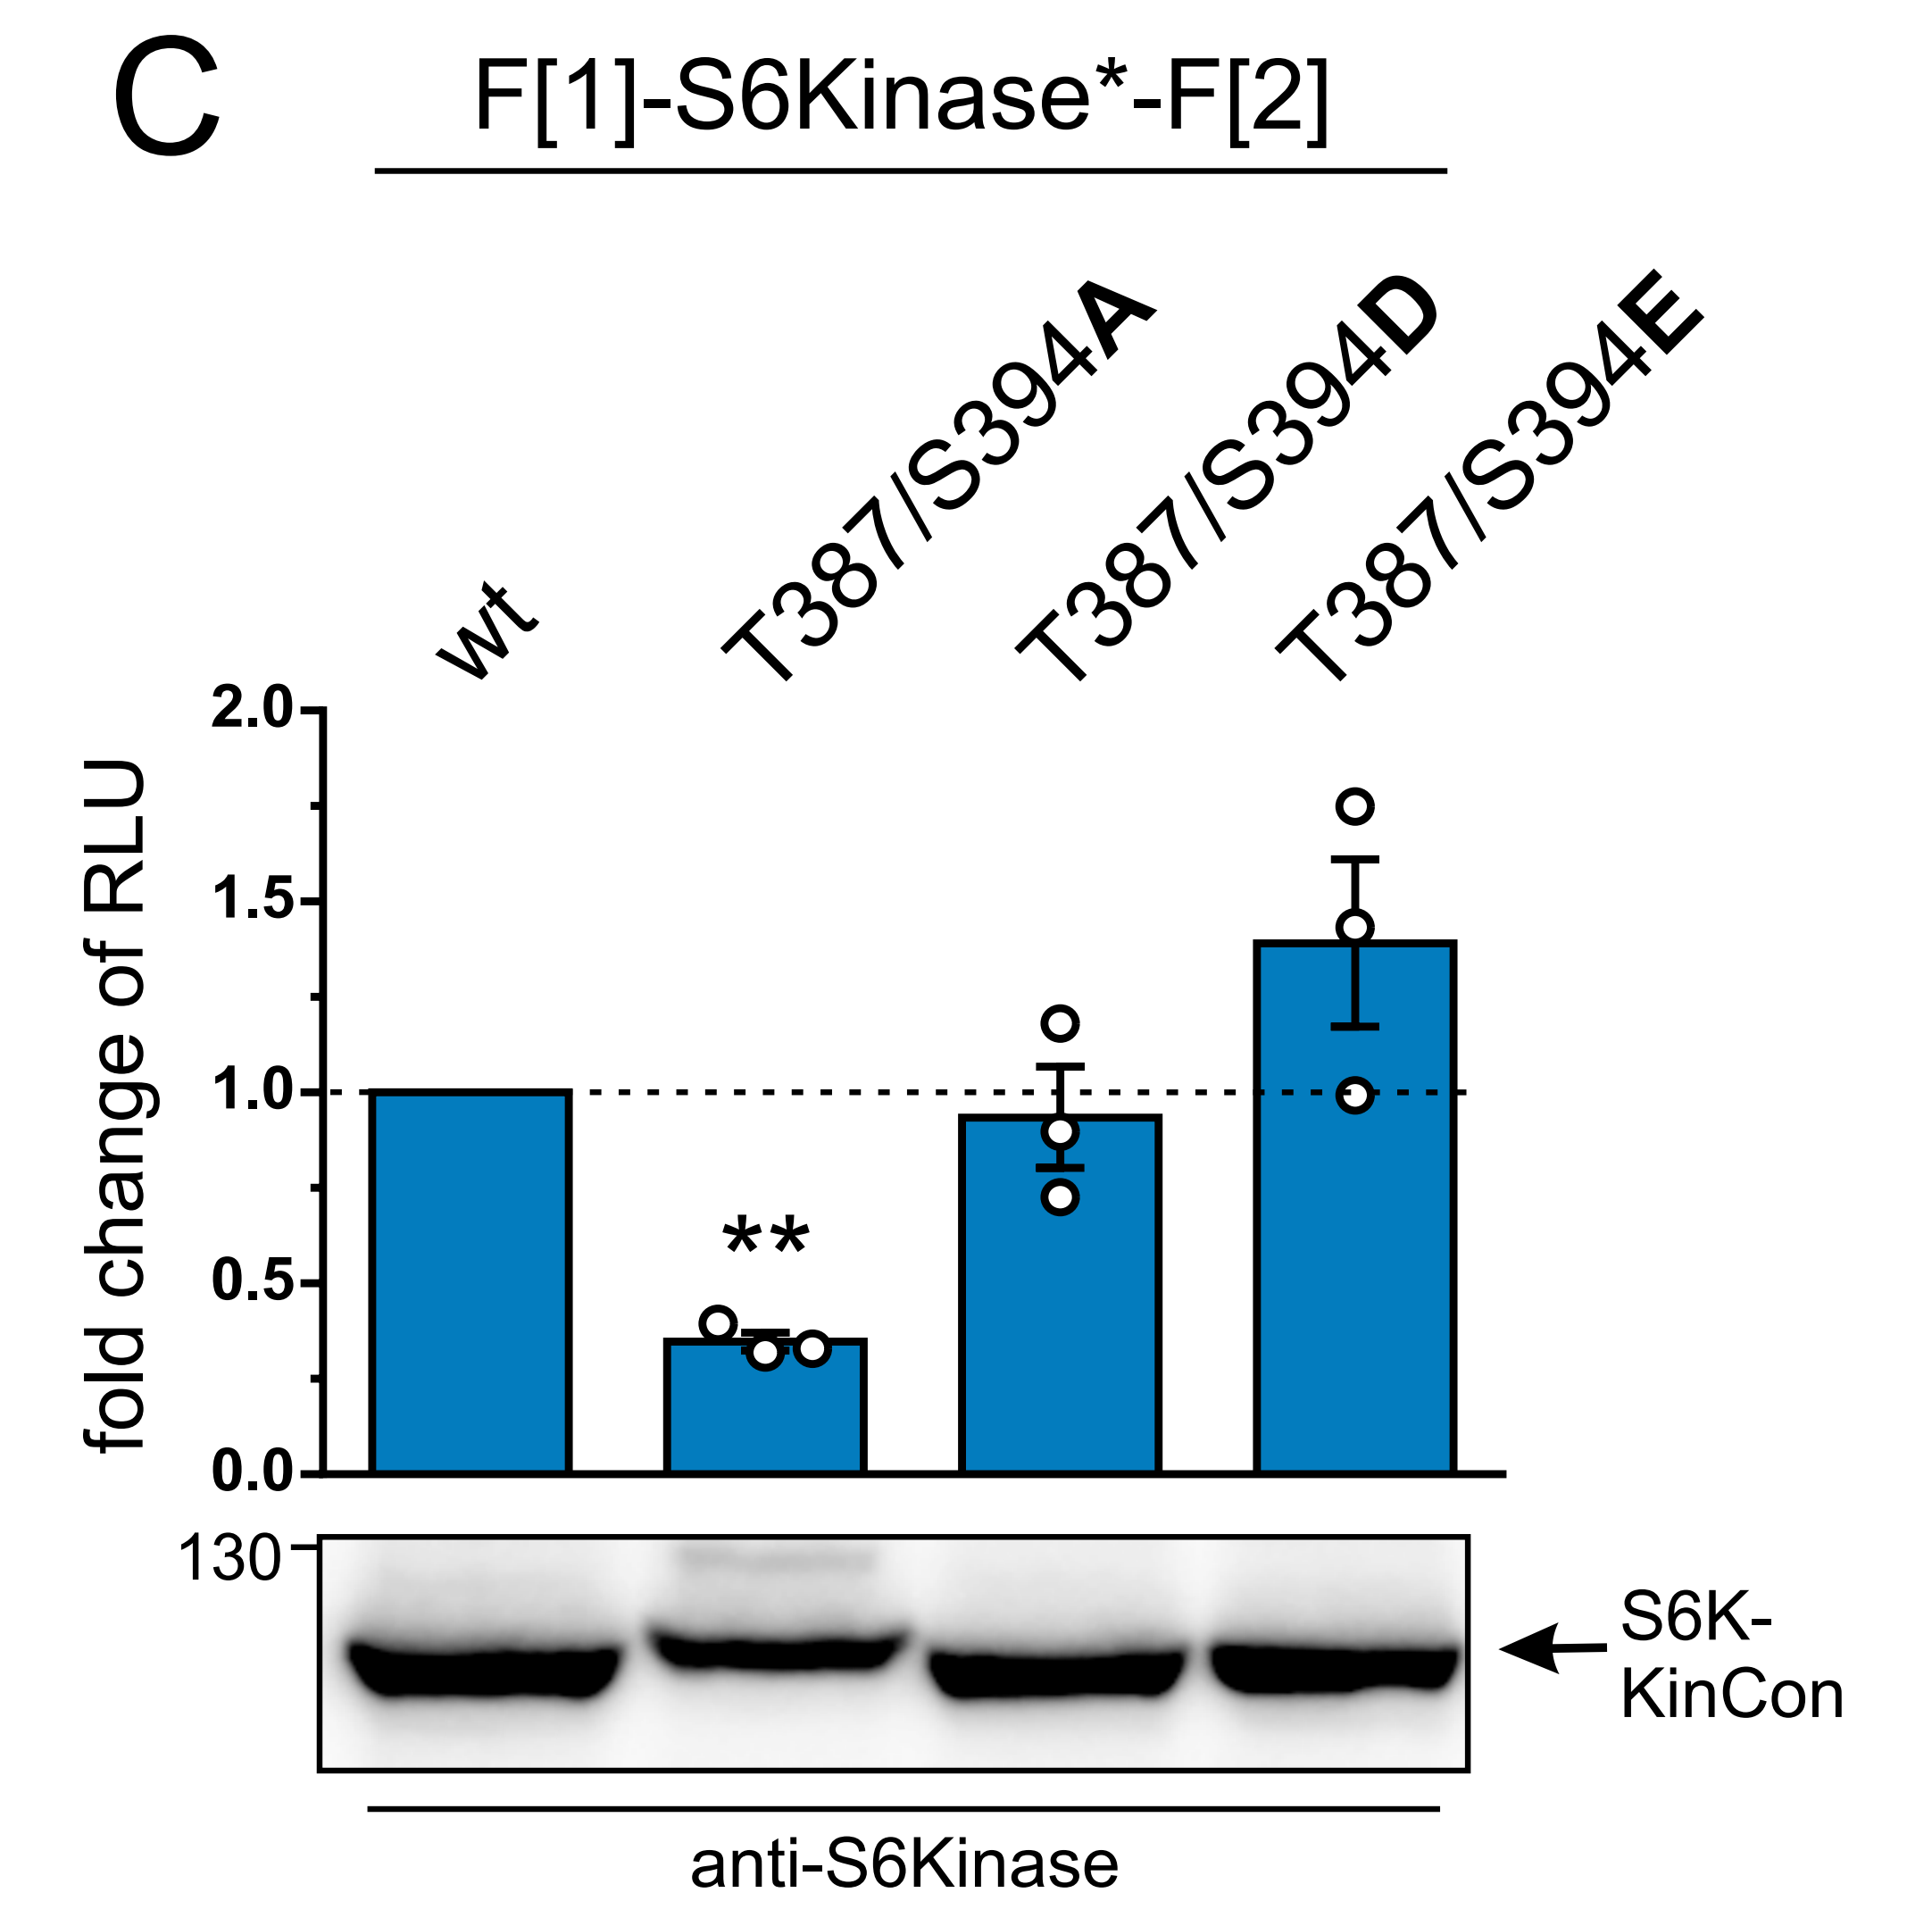 C
F[1]-S6Kinase*-F[2]
wt
T387/S394A
T387/S394D
T387/S394E
fold change of RLU
2.0
1.5
1.0
0.5
0.0
**
130
S6K-
KinCon
anti-S6Kinase